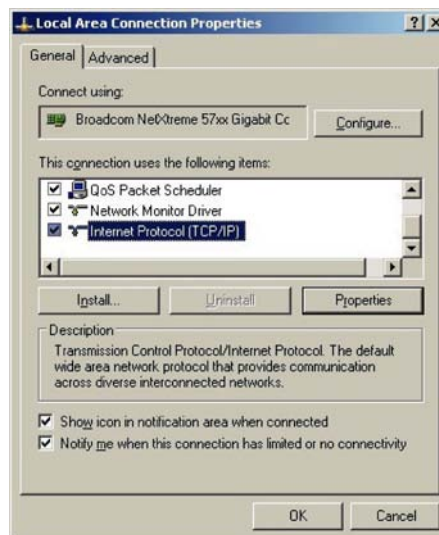 Local Area Connection Properties
General
Advanced
Connect using:
Broadcom NetXtreme 57xx Gigabit Cc
Configure...
This connection uses the following items:
QoS Packet Scheduler
Network Monitor Driver
Internet Protocol (TCP/IP)
Install...
Uninstall
Properties
Description
Transmission Control Protocol/Internet Protocol. The default
wide area network protocol that provides communication
across diverse interconnected networks.
Show icon in notification area when connected
Notify me when this connection has limited or no connectivity
OK
Cancel